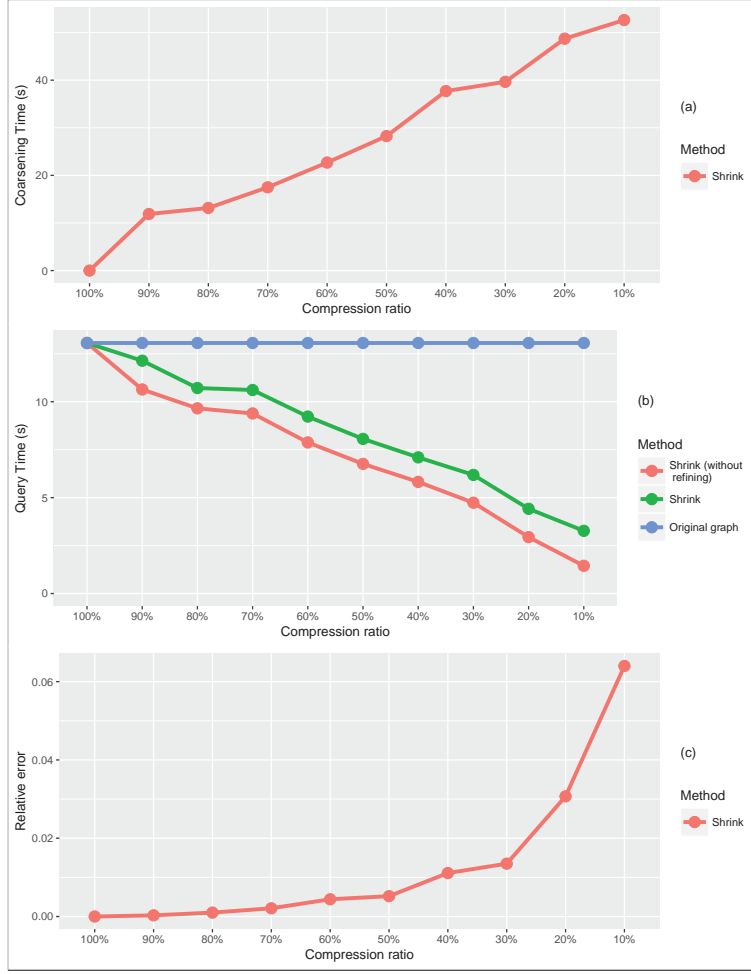 40
20
0
Coarsening Time (s)
100% 90% 80% 70% 60% 50% 40% 30% 20% 10%
Compression ratio
(a)
Method
Shrink
10
5
0
Query Time (s)
100% 90% 80% 70% 60% 50% 40% 30% 20% 10%
Compression ratio
(b)
Method
Shrink (without
refining)
Shrink
Original graph
0.06
0.04
0.02
0.00
Relative error
100% 90% 80% 70% 60% 50% 40% 30% 20% 10%
Compression ratio
(c)
Method
Shrink